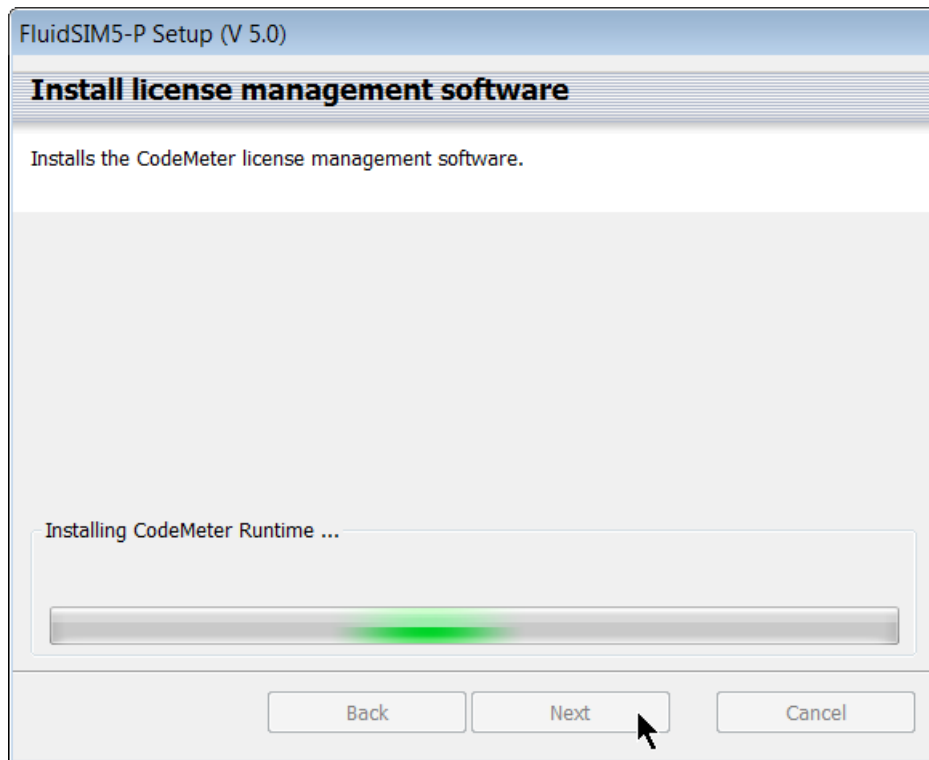 FluidSIM5-P Setup (V 5.0)
Install license management software
Installs the CodeMeter license management software.
Installing CodeMeter Runtime ...
Back
Next
Cancel